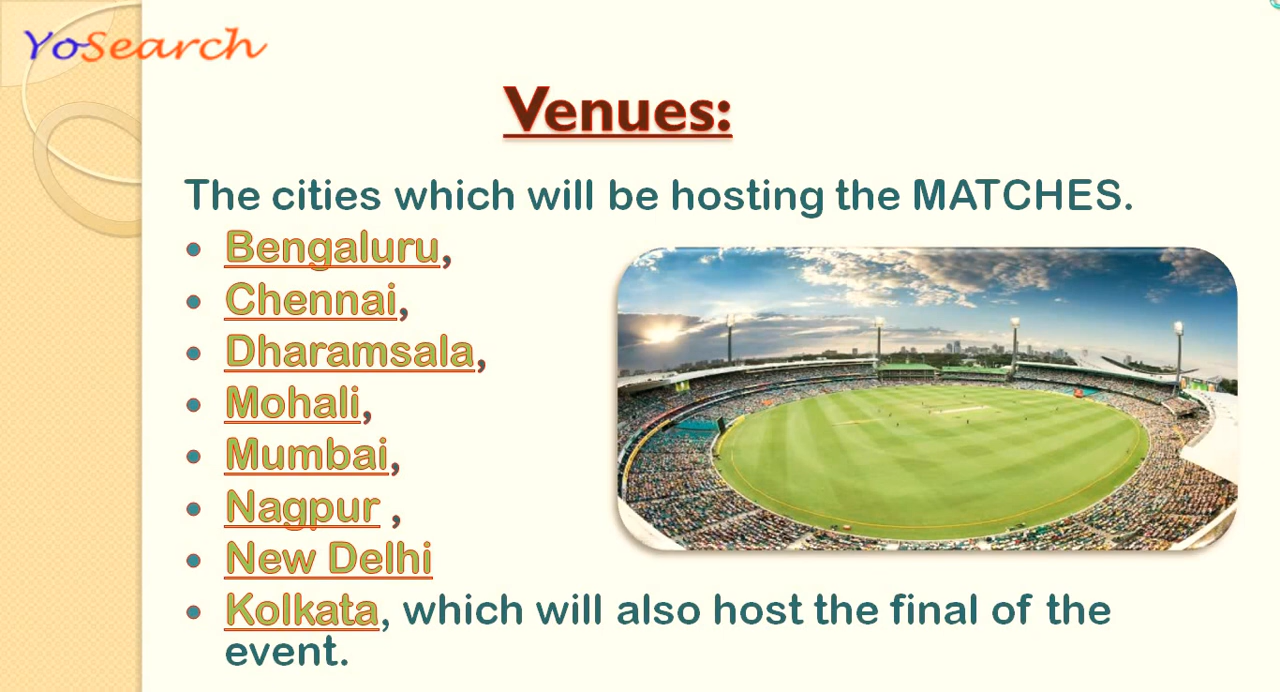 YoSearch
Venues:
The cities which will be hosting the MATCHES.
• Bengaluru,
• Chennai,
• Dharamsala,
• Mohali,
• Mumbai,
• Nagpur ,
• New Delhi
• Kolkata, which will also host the final of the
event.